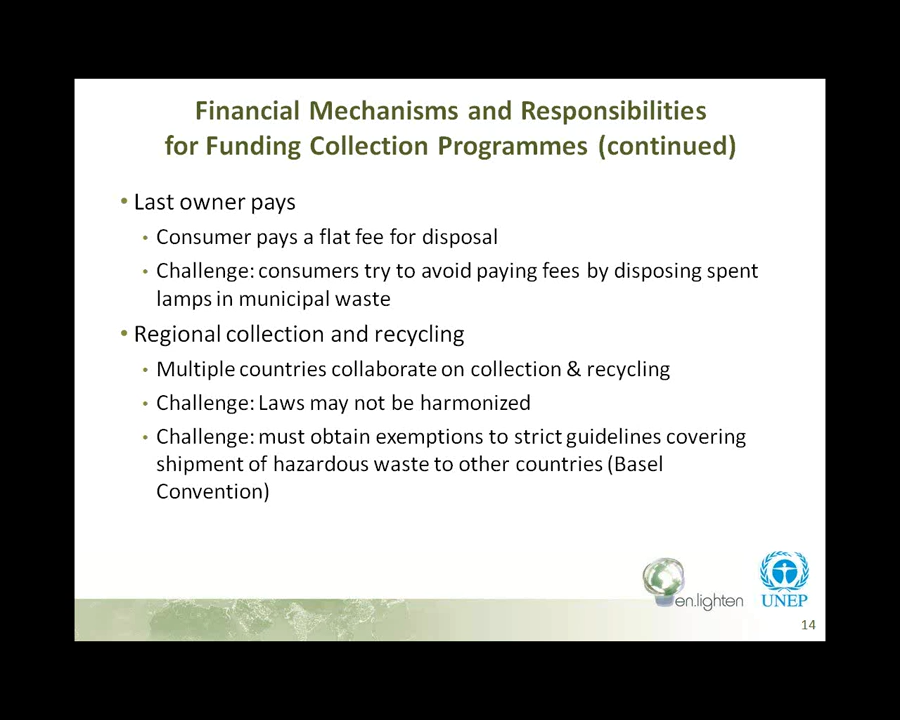 Financial Mechanisms and Responsibilities
for Funding Collection Programmes (continued)
• Last owner pays
• Consumer pays a flat fee for disposal
• Challenge: consumers try to avoid paying fees by disposing spent
lamps in municipal waste
• Regional collection and recycling
• Multiple countries collaborate on collection & recycling
• Challenge: Laws may not be harmonized
• Challenge: must obtain exemptions to strict guidelines covering
shipment of hazardous waste to other countries (Basel
Convention)
en.lighten
UNEP
14